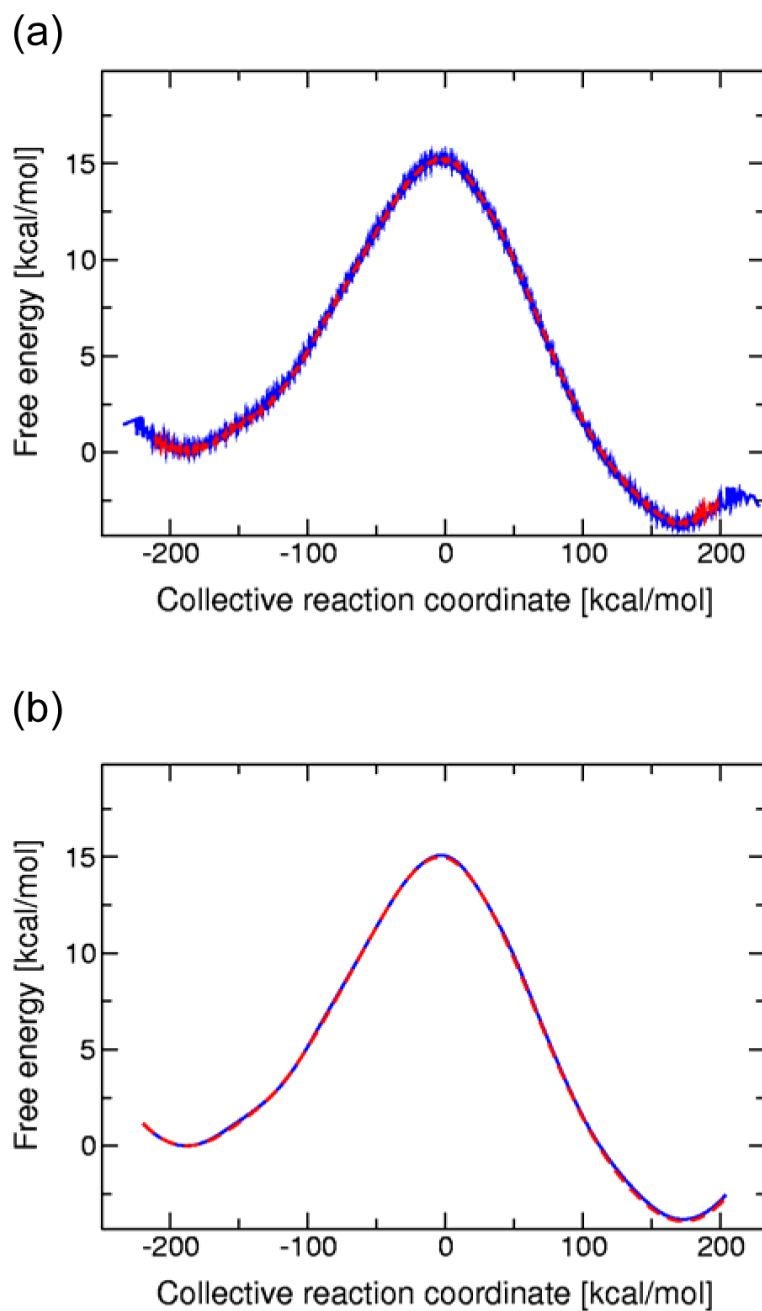 (a)
Free energy [kcal/mol]
15
10
5
0
-200 -100 0 100 200
Collective reaction coordinate [kcal/mol]
(b)
Free energy [kcal/mol]
15
10
5
0
-200 -100 0 100 200
Collective reaction coordinate [kcal/mol]